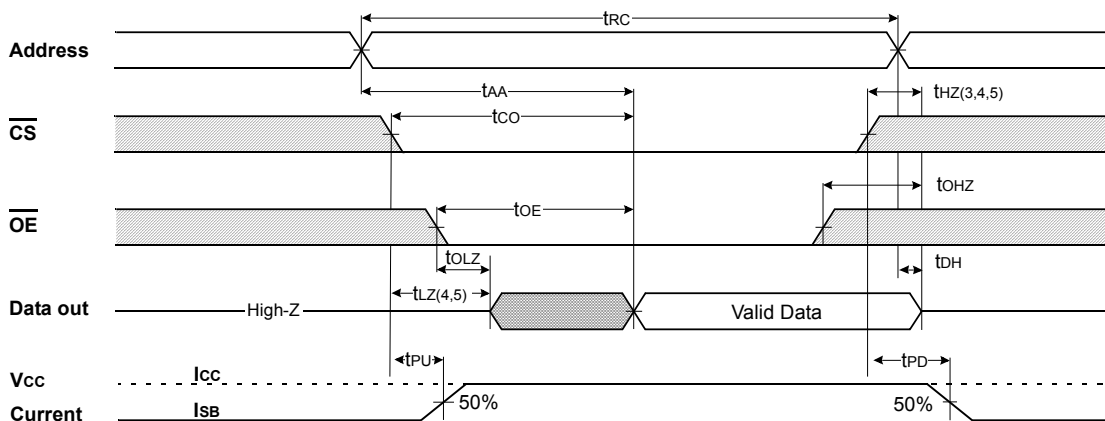 tRC
Address
tAA
tHZ(3,4,5)
CS
tCO
tOHZ
OE
tOE
tOLZ
tDH
tLZ(4,5)
Data out
High-Z
Valid Data
tPU
tPD
VCC
ICC
50%
50%
Current
ISB